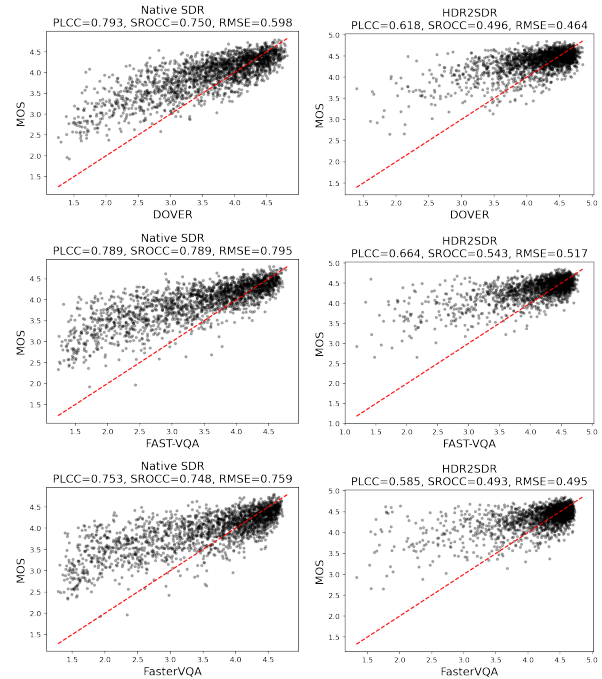 Native SDR
PLCC=0.793, SROCC=0.750, RMSE=0.598
MOS
4.5
4.0
3.5
3.0
2.5
2.0
1.5
1.5 2.0 2.5 3.0 3.5 4.0 4.5
DOVER
HDR2SDR
PLCC=0.618, SROCC=0.496, RMSE=0.464
MOS
5.0
4.5
4.0
3.5
3.0
2.5
2.0
1.5
1.5 2.0 2.5 3.0 3.5 4.0 4.5 5.0
DOVER
Native SDR
PLCC=0.789, SROCC=0.789, RMSE=0.795
MOS
4.5
4.0
3.5
3.0
2.5
2.0
1.5
1.5 2.0 2.5 3.0 3.5 4.0 4.5
FAST-VQA
HDR2SDR
PLCC=0.664, SROCC=0.543, RMSE=0.517
MOS
5.0
4.5
4.0
3.5
3.0
2.5
2.0
1.5
1.0
1.0 1.5 2.0 2.5 3.0 3.5 4.0 4.5 5.0
FAST-VQA
Native SDR
PLCC=0.753, SROCC=0.748, RMSE=0.759
MOS
4.5
4.0
3.5
3.0
2.5
2.0
1.5
1.5 2.0 2.5 3.0 3.5 4.0 4.5
FasterVQA
HDR2SDR
PLCC=0.585, SROCC=0.493, RMSE=0.495
MOS
5.0
4.5
4.0
3.5
3.0
2.5
2.0
1.5
1.5 2.0 2.5 3.0 3.5 4.0 4.5 5.0
FasterVQA